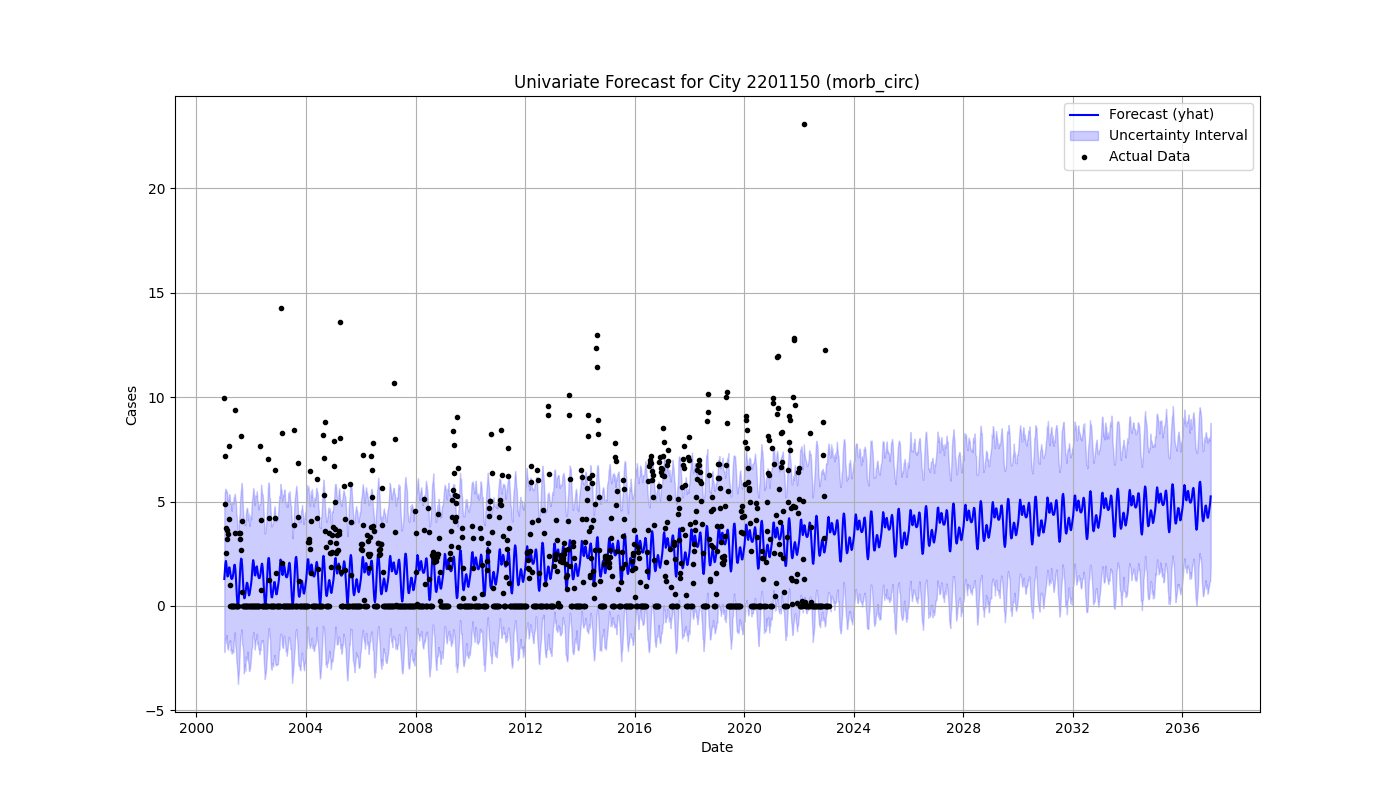 Univariate Forecast for City 2201150 (morb_circ)
Forecast (yhat)
Uncertainty Interval
Actual Data
Cases
20
15
10
5
0
−5
2000 2004 2008 2012 2016 2020 2024 2028 2032 2036
Date